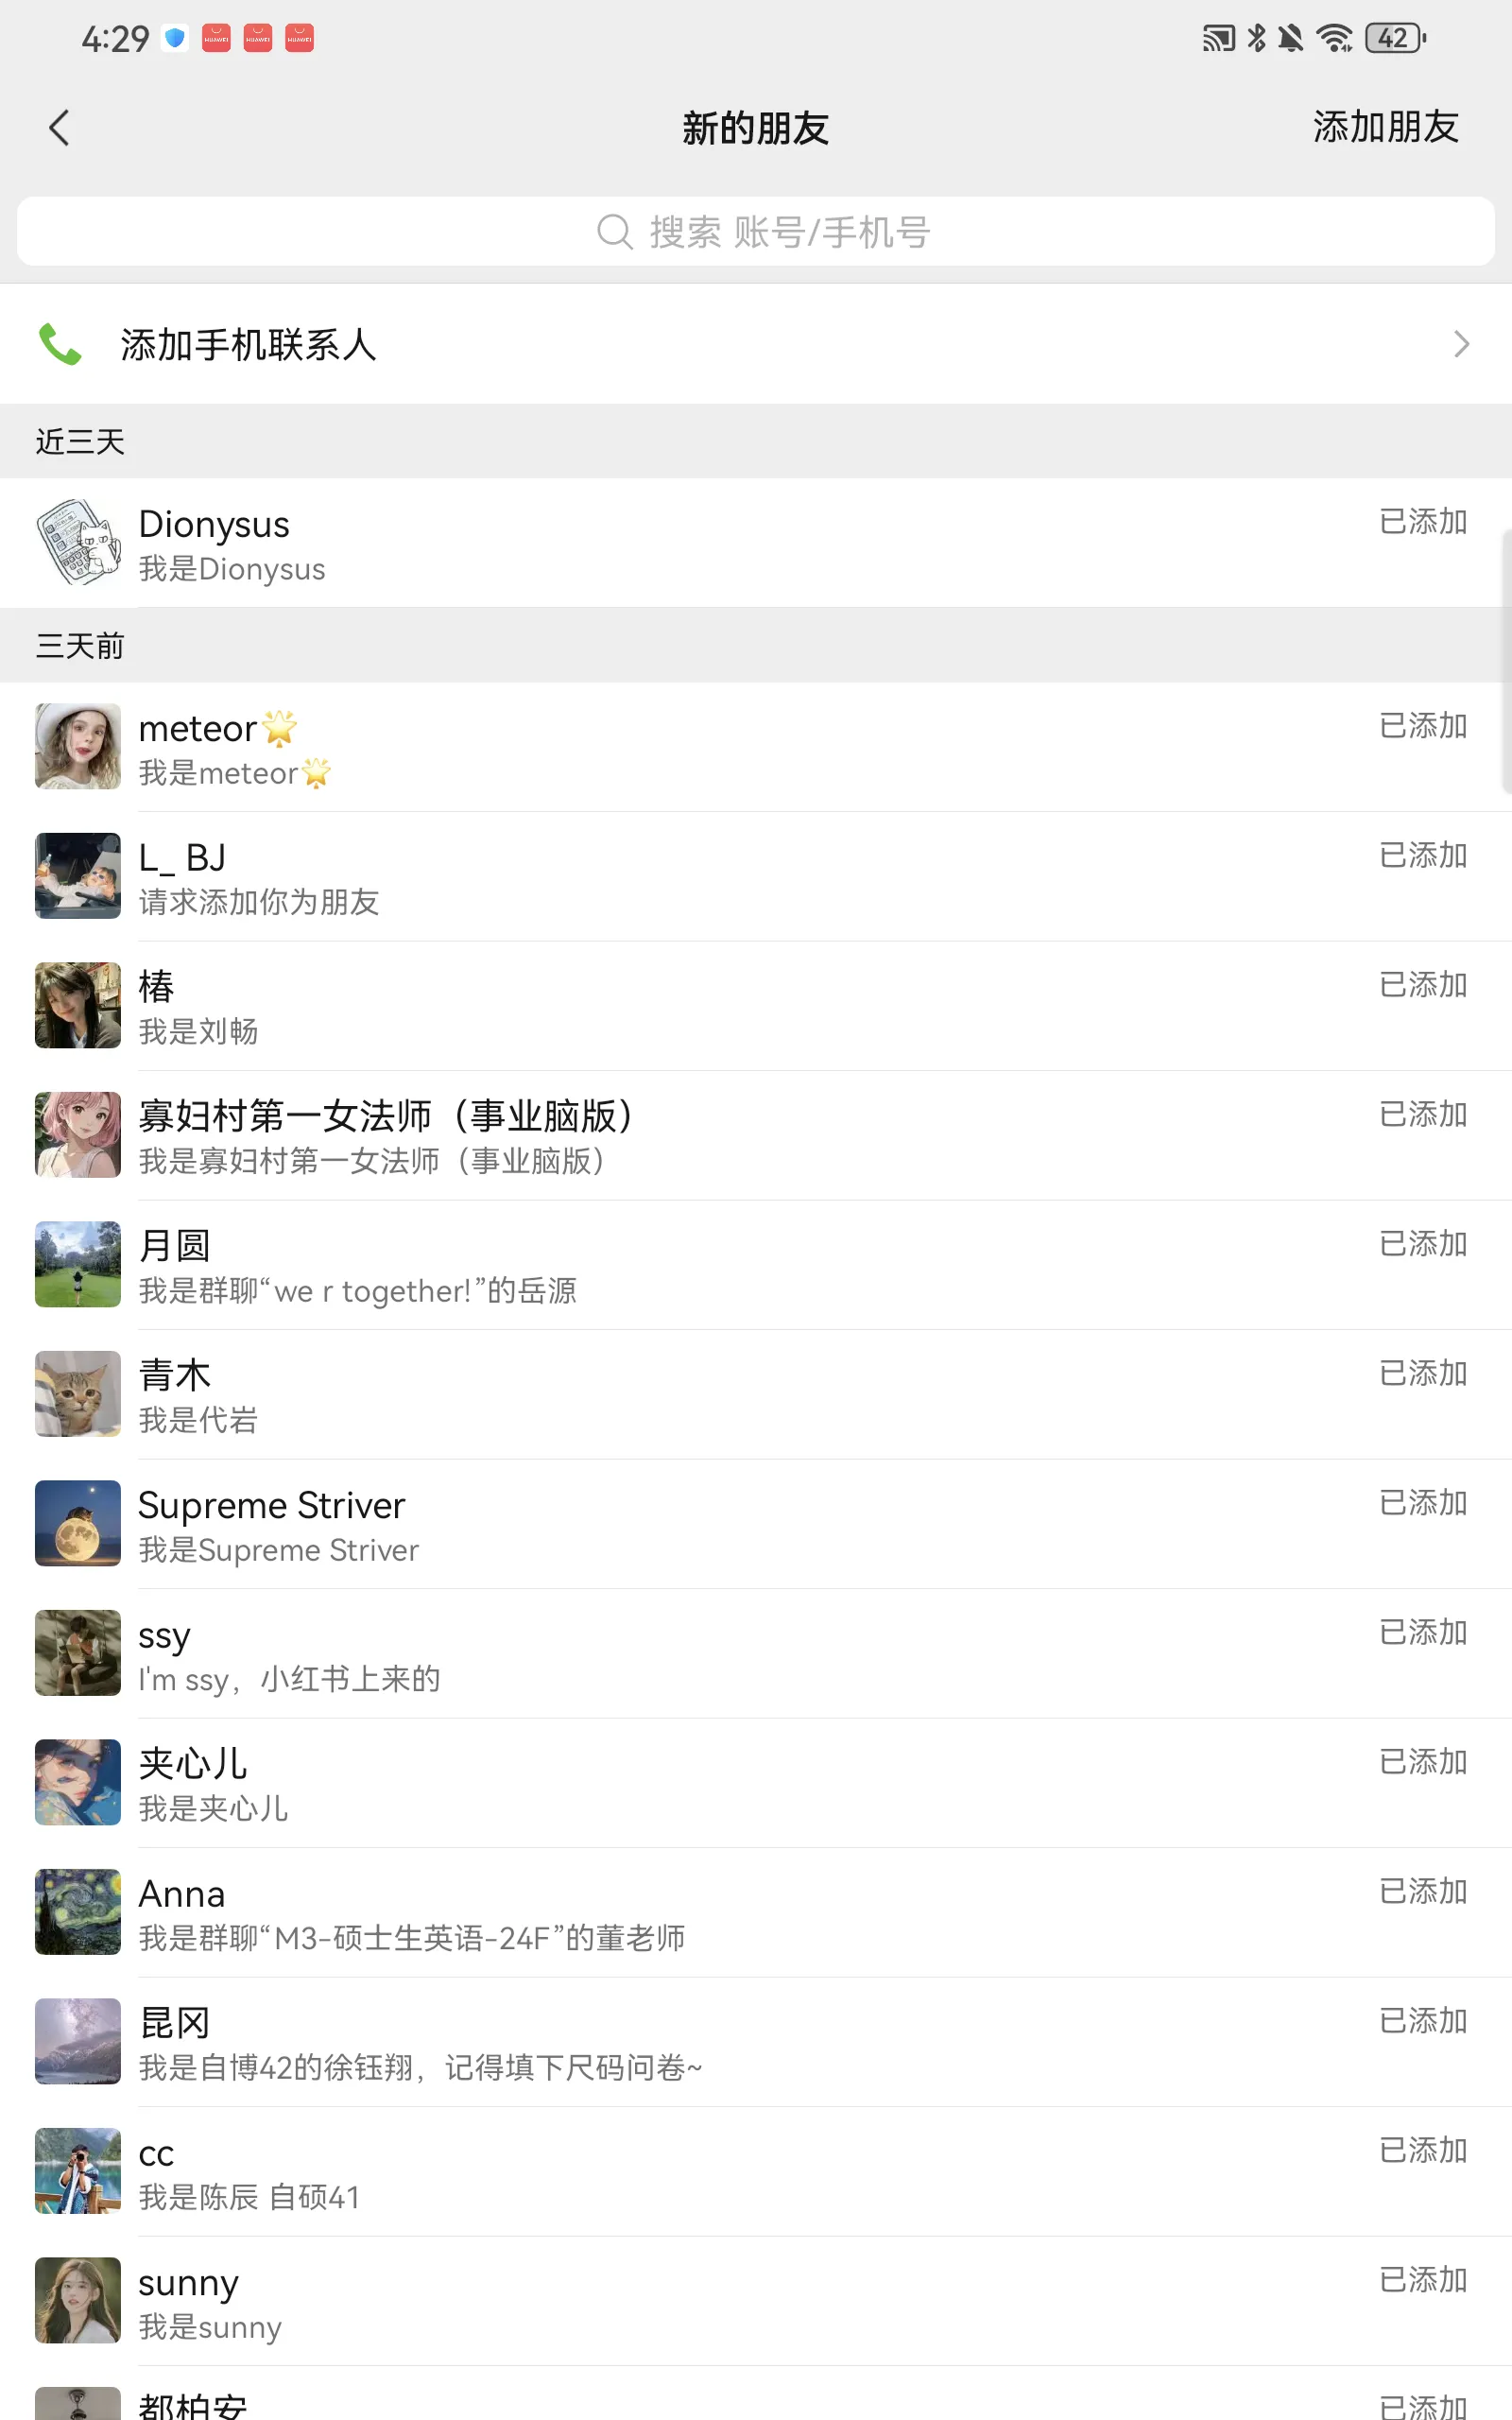 4:29 HUAWEI HUAWEI HUAWEI 42
新的朋友
添加朋友
搜索 账号/手机号
添加手机联系人
近三天
Dionysus
已添加
我是Dionysus
三天前
meteor🌟
已添加
我是meteor🌟
L_ BJ
已添加
请求添加你为朋友
椿
已添加
我是刘畅
寡妇村第一女法师（事业脑版）
已添加
我是寡妇村第一女法师（事业脑版）
月圆
已添加
我是群聊“we r together!”的岳源
青木
已添加
我是代岩
Supreme Striver
已添加
我是Supreme Striver
ssy
已添加
I'm ssy，小红书上来的
夹心儿
已添加
我是夹心儿
Anna
已添加
我是群聊“M3-硕士生英语-24F”的董老师
昆冈
已添加
我是自博42的徐钰翔，记得填下尺码问卷~
cc
已添加
我是陈辰 自硕41
sunny
已添加
我是sunny
都柏安
已添加